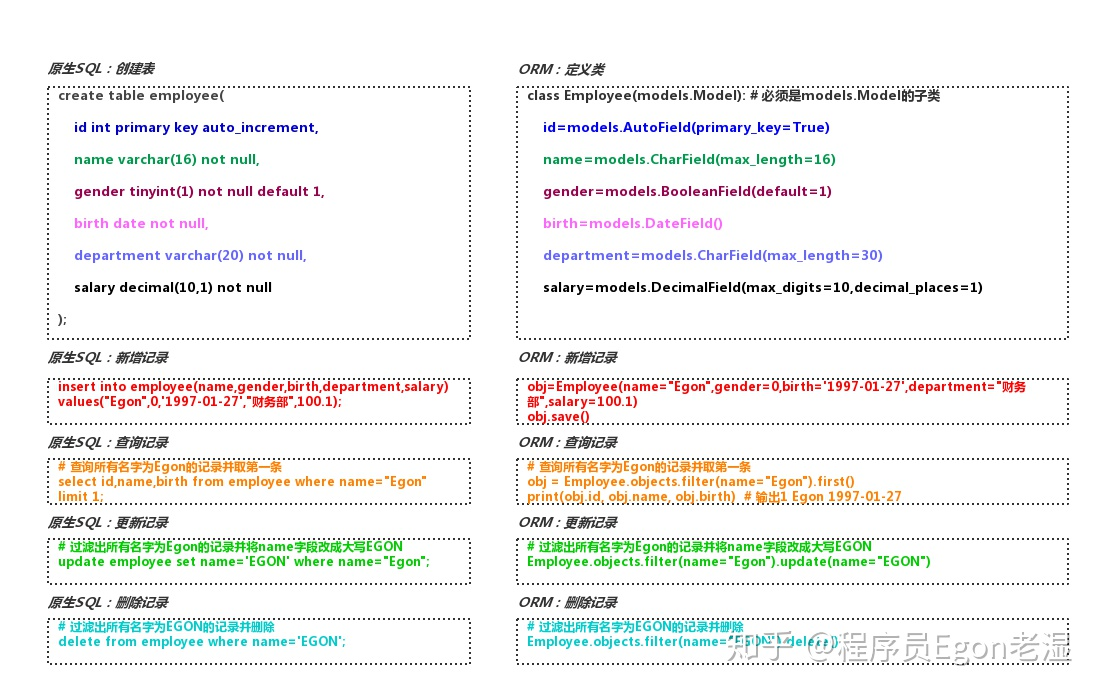 原生SQL：创建表
create table employee(
id int primary key auto_increment,
name varchar(16) not null,
gender tinyint(1) not null default 1,
birth date not null,
department varchar(20) not null,
salary decimal(10,1) not null
);
ORM：定义类
class Employee(models.Model): # 必须是models.Model的子类
id=models.AutoField(primary_key=True)
name=models.CharField(max_length=16)
gender=models.BooleanField(default=1)
birth=models.DateField()
department=models.CharField(max_length=30)
salary=models.DecimalField(max_digits=10,decimal_places=1)
原生SQL：新增记录
insert into employee(name,gender,birth,department,salary)
values("Egon",0,'1997-01-27',"财务部",100.1);
ORM：新增记录
obj=Employee(name="Egon",gender=0,birth='1997-01-27',department="财务
部",salary=100.1)
obj.save()
原生SQL：查询记录
# 查询所有名字为Egon的记录并取第一条
select id,name,birth from employee where name="Egon"
limit 1;
ORM：查询记录
# 查询所有名字为Egon的记录并取第一条
obj = Employee.objects.filter(name="Egon").first()
print(obj.id, obj.name, obj.birth)  # 输出1 Egon 1997-01-27
原生SQL：更新记录
# 过滤出所有名字为Egon的记录并将name字段改成大写EGON
update employee set name='EGON' where name="Egon";
ORM：更新记录
# 过滤出所有名字为Egon的记录并将name字段改成大写EGON
Employee.objects.filter(name="Egon").update(name="EGON")
原生SQL：删除记录
# 过滤出所有名字为EGON的记录并删除
delete from employee where name='EGON';
ORM：删除记录
# 过滤出所有名字为EGON的记录并删除
Employee.objects.filter(name="EGON").delete()
知乎 @程序员Egon老湿